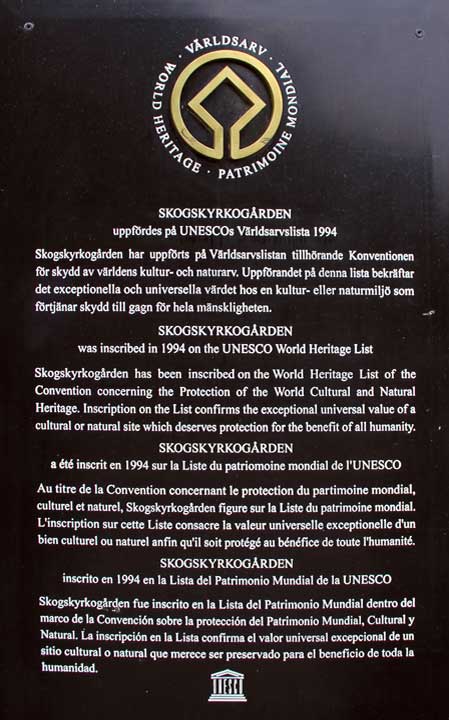 WORLD HERITAGE · VÄRLDSARV · PATRIMOINE MONDIAL
SKOGSKYRKOGÅRDEN
uppfördes på UNESCOs Världsarvslista 1994
Skogskyrkogården har uppförts på Världsarvslistan tillhörande Konventionen
för skydd av världens kultur- och naturarv. Uppförandet på denna lista bekräftar
det exceptionella och universella värdet hos en kultur- eller naturmiljö som
förtjänar skydd till gagn för hela mänskligheten.
SKOGSKYRKOGÅRDEN
was inscribed in 1994 on the UNESCO World Heritage List
Skogskyrkogården has been inscribed on the World Heritage List of the
Convention concerning the Protection of the World Cultural and Natural
Heritage. Inscription on the List confirms the exceptional universal value of a
cultural or natural site which deserves protection for the benefit of all humanity.
SKOGSKYRKOGÅRDEN
a été inscrit en 1994 sur la Liste du patriomoine mondial de l'UNESCO
Au titre de la Convention concernant le protection du partimoine mondial,
culturel et naturel, Skogskyrkogården figure sur la Liste du patrimoine mondial.
L'inscription sur cette Liste consacre la valeur universelle exceptionelle d'un
bien culturel ou naturel anfin qu'il soit protégé au bénéfice de toute l'humanité.
SKOGSKYRKOGÅRDEN
inscrito en 1994 en la Lista del Patrimonio Mundial de la UNESCO
Skogskyrkogården fue inscrito en la Lista del Patrimonio Mundial dentro del
marco de la Convención sobre la protección del Patrimonio Mundial, Cultural y
Natural. La inscripción en la Lista confirma el valor universal excepcional de un
sitio cultural o natural que merece ser preservado para el beneficio de toda la
humanidad.
UNESCO